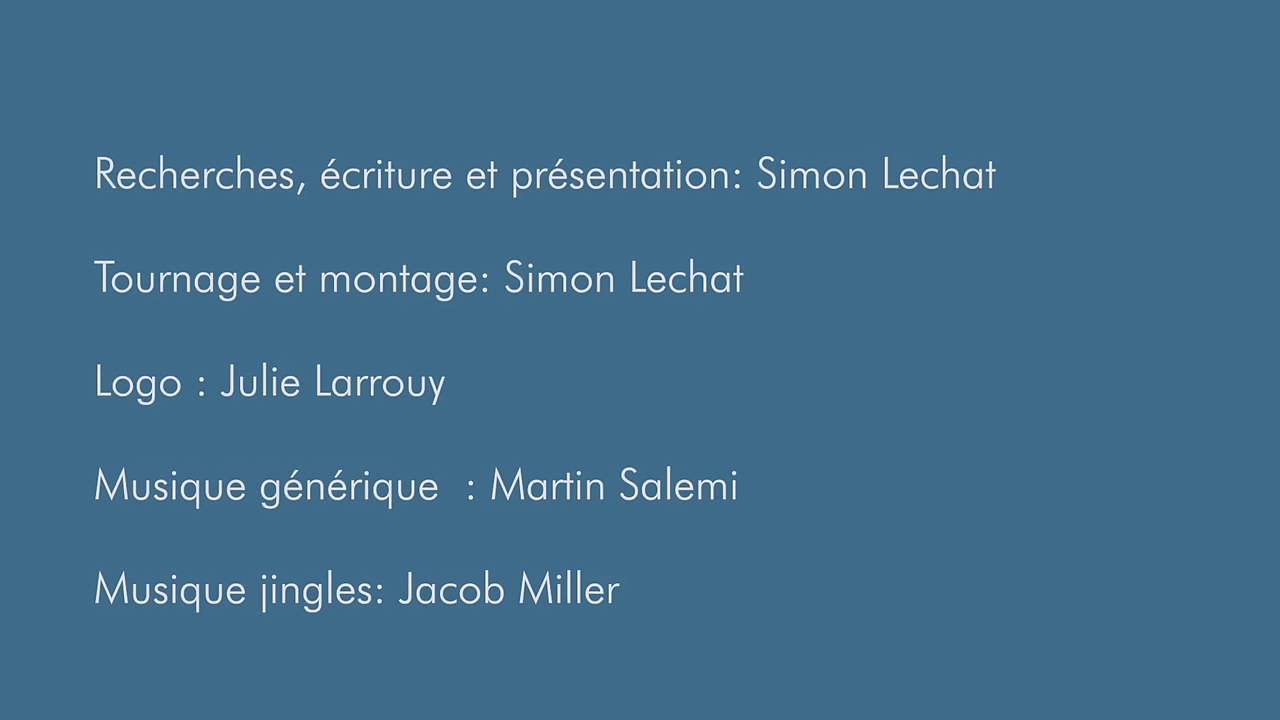 Recherches, écriture et présentation: Simon Lechat
Tournage et montage: Simon Lechat
Logo : Julie Larrouy
Musique générique  : Martin Salemi
Musique jingles: Jacob Miller